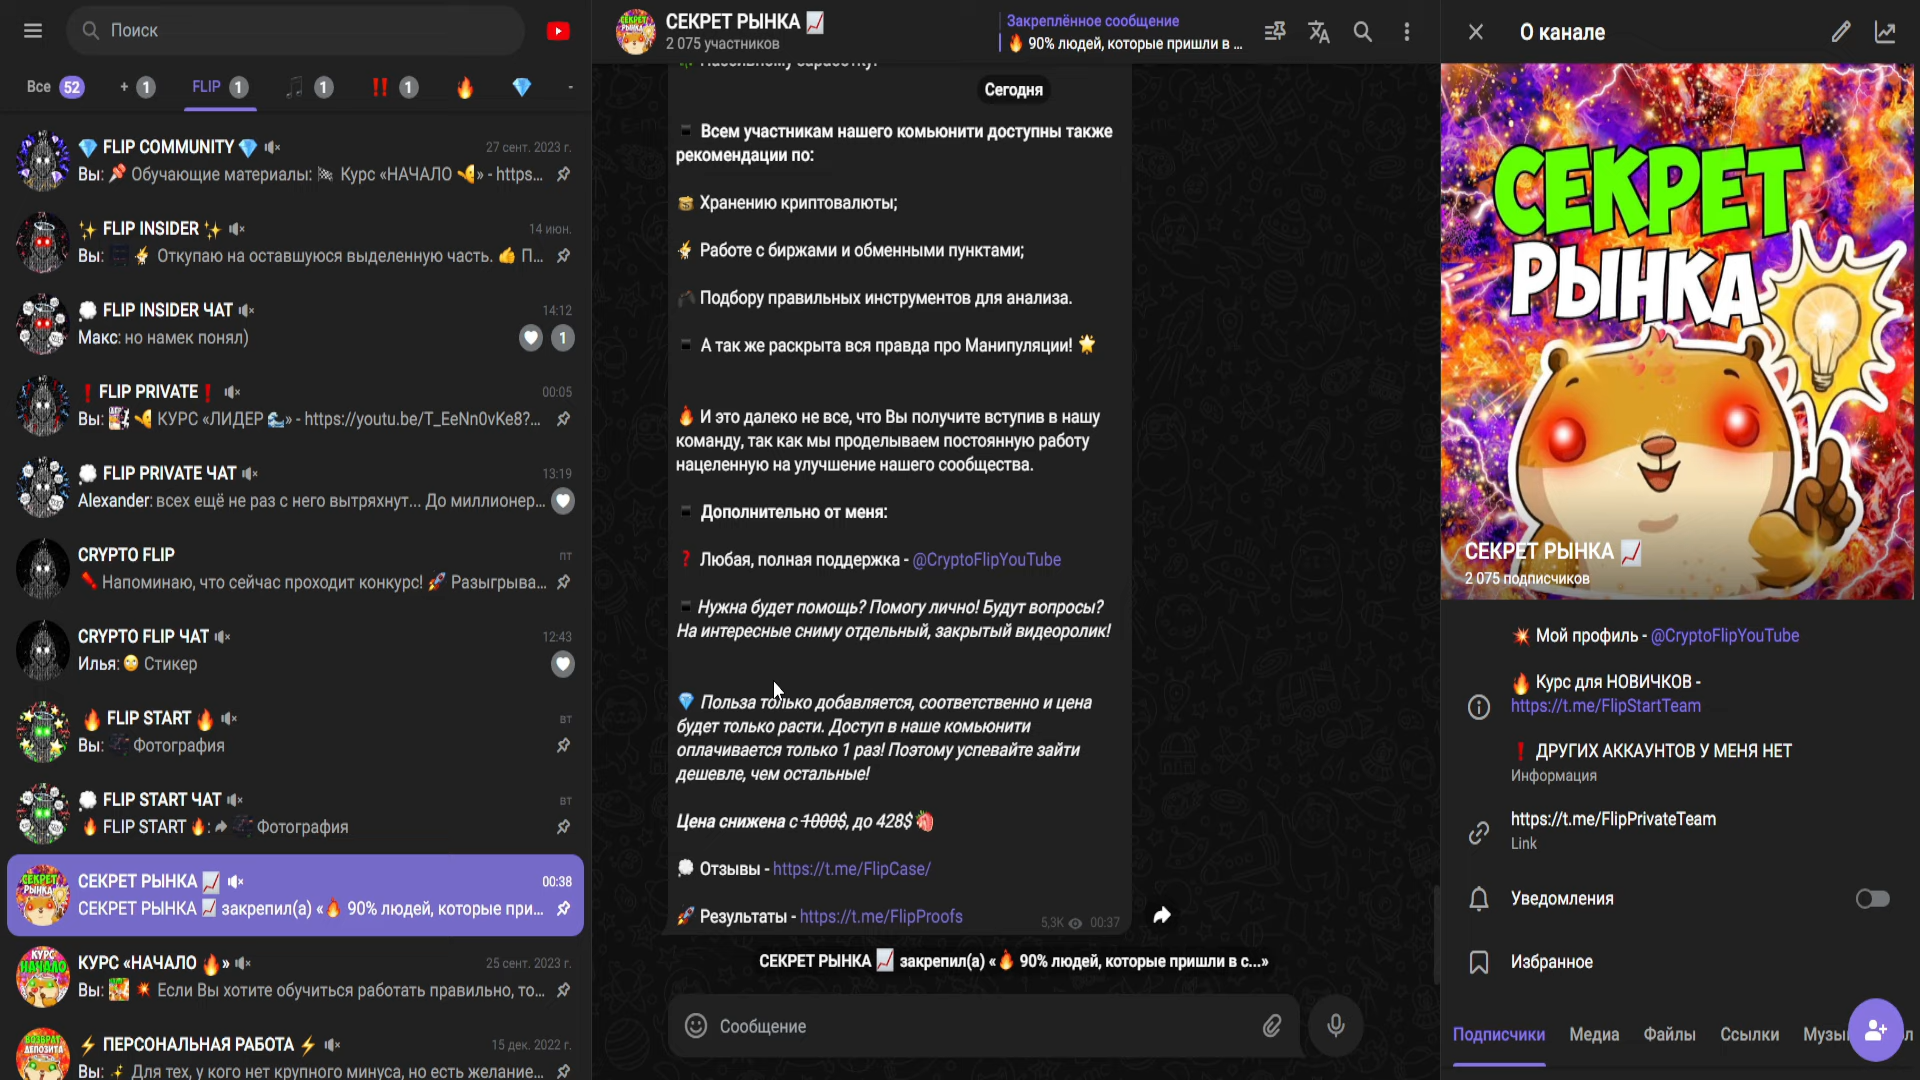 Поиск
Все 52
+ 1
FLIP 1
1
1
FLIP COMMUNITY
27 сент. 2023 г.
Вы: Обучающие материалы: Курс «НАЧАЛО» - https...
FLIP INSIDER
14 июн.
Вы: Откупаю на оставшуюся выделенную часть. П...
FLIP INSIDER ЧАТ
14:12
Макс: но намек понял)
1
FLIP PRIVATE
00:05
Вы: КУРС «ЛИДЕР» - https://youtu.be/T_EeNn0vKe8?...
FLIP PRIVATE ЧАТ
13:19
Alexander: всех ещё не раз с него вытряхнут... До миллионер...
CRYPTO FLIP
пт
Напоминаю, что сейчас проходит конкурс! Разыгрыва...
CRYPTO FLIP ЧАТ
12:43
Илья: Стикер
FLIP START
вт
Вы: Фотография
FLIP START ЧАТ
вт
FLIP START: Фотография
СЕКРЕТ РЫНКА
00:38
СЕКРЕТ РЫНКА закрепил(а) «90% людей, которые при...
КУРС «НАЧАЛО»
25 сент. 2023 г.
Вы: Если Вы хотите обучиться работать правильно, то...
ПЕРСОНАЛЬНАЯ РАБОТА
15 дек. 2022 г.
Вы: Для тех, у кого нет крупного минуса, но есть желание...
СЕКРЕТ РЫНКА
2 075 участников
Закреплённое сообщение
90% людей, которые пришли в ...
Сегодня
Всем участникам нашего комьюнити доступны также
рекомендации по:
Хранению криптовалюты;
Работе с биржами и обменными пунктами;
Подбору правильных инструментов для анализа.
А так же раскрыта вся правда про Манипуляции!
И это далеко не все, что Вы получите вступив в нашу
команду, так как мы проделываем постоянную работу
нацеленную на улучшение нашего сообщества.
Дополнительно от меня:
Любая, полная поддержка - @CryptoFlipYouTube
Нужна будет помощь? Помогу лично! Будут вопросы?
На интересные сниму отдельный, закрытый видеоролик!
Польза только добавляется, соответственно и цена
будет только расти. Доступ в наше комьюнити
оплачивается только 1 раз! Поэтому успевайте зайти
дешевле, чем остальные!
Цена снижена с 1000$, до 428$
Отзывы - https://t.me/FlipCase/
Результаты - https://t.me/FlipProofs
5,3K 00:37
СЕКРЕТ РЫНКА закрепил(а) «90% людей, которые пришли в с...»
Сообщение
О канале
СЕКРЕТ
РЫНКА
СЕКРЕТ РЫНКА
2 075 подписчиков
Мой профиль - @CryptoFlipYouTube
Курс для НОВИЧКОВ -
https://t.me/FlipStartTeam
ДРУГИХ АККАУНТОВ У МЕНЯ НЕТ
Информация
https://t.me/FlipPrivateTeam
Link
Уведомления
Избранное
Подписчики
Медиа
Файлы
Ссылки
Музы